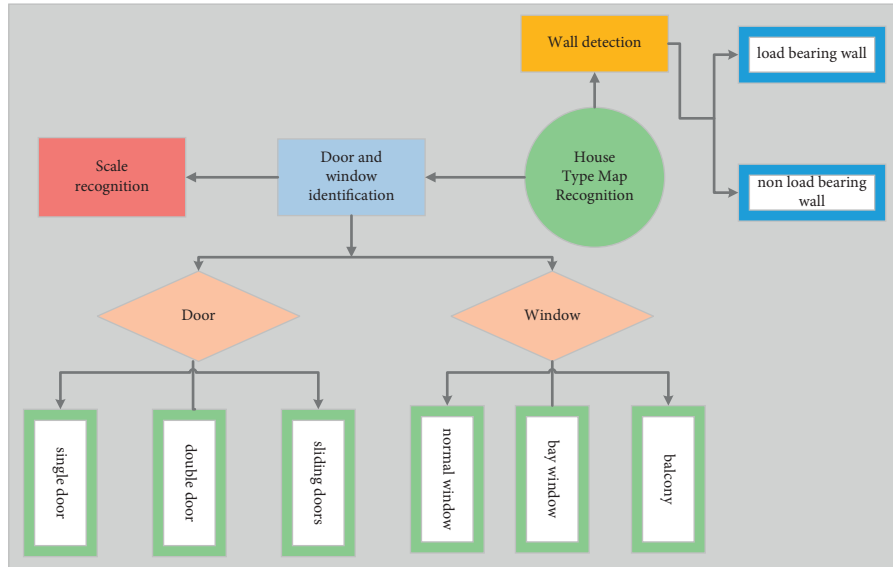 Wall detection
load bearing wall
Scale
recognition
Door and
window
identification
House
Type Map
Recognition
non load bearing
wall
Door
Window
single door
double door
sliding doors
normal window
bay window
balcony